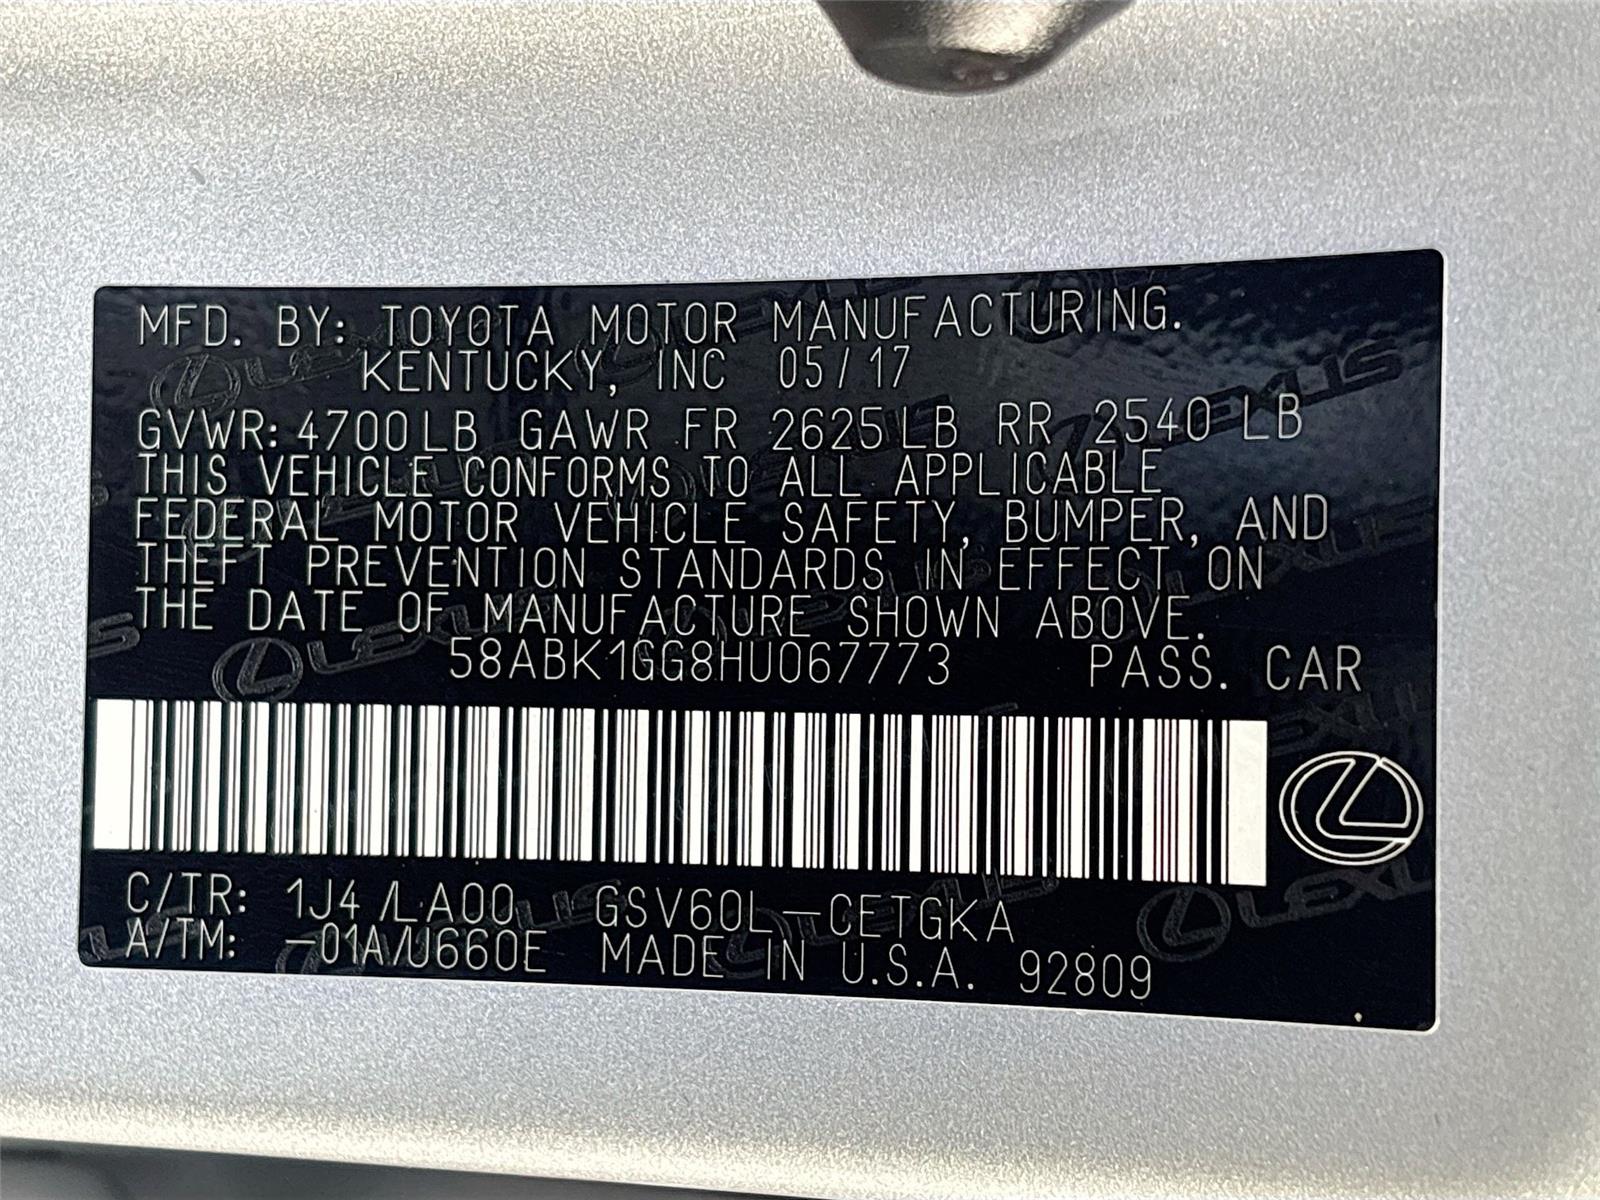 MFD. BY: TOYOTA MOTOR MANUFACTURING.
KENTUCKY, INC 05/17
GVWR: 4700LB GAWR FR 2625LB RR 2540 LB
THIS VEHICLE CONFORMS TO ALL APPLICABLE
FEDERAL MOTOR VEHICLE SAFETY, BUMPER, AND
THEFT PREVENTION STANDARDS IN EFFECT ON
THE DATE OF MANUFACTURE SHOWN ABOVE.
58ABK1GG8HU067773 PASS. CAR
C/TR: 1J4 /LA00 GSV60L-CETGKA
A/TM: -01A/U660E MADE IN U.S.A. 92809
LEXUS